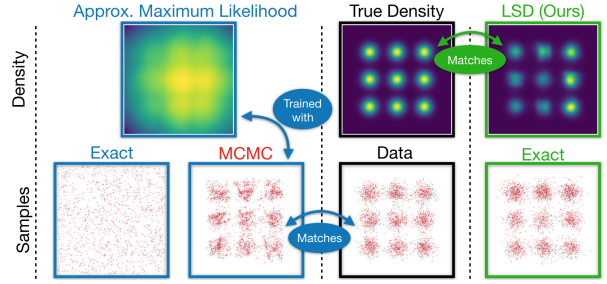 Approx. Maximum Likelihood
True Density
LSD (Ours)
Density
Matches
Trained
with
Exact
MCMC
Data
Exact
Samples
Matches